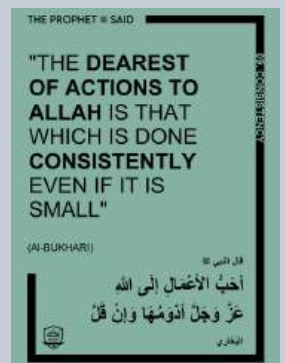 THE PROPHET ﷺ SAID
"THE DEAREST
OF ACTIONS TO
ALLAH IS THAT
WHICH IS DONE
CONSISTENTLY
EVEN IF IT IS
SMALL"
(Al-BUKHARI)
CONSISTENCY
قال النبي ﷺ
أَحَبُّ الأَعْمَالِ إِلَى اللهِ
عَزَّ وَجَلَّ أَدْوَمُهَا وَإِنْ قَلَّ
البخاري